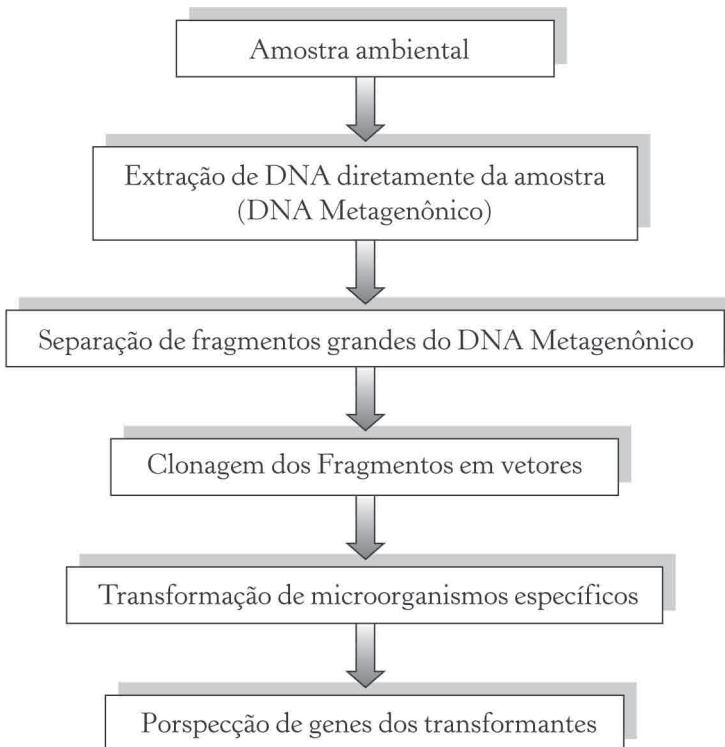 Amostra ambiental
Extração de DNA diretamente da amostra
(DNA Metagenônico)
Separação de fragmentos grandes do DNA Metagenônico
Clonagem dos Fragmentos em vetores
Transformação de microorganismos específicos
Porspecção de genes dos transformantes